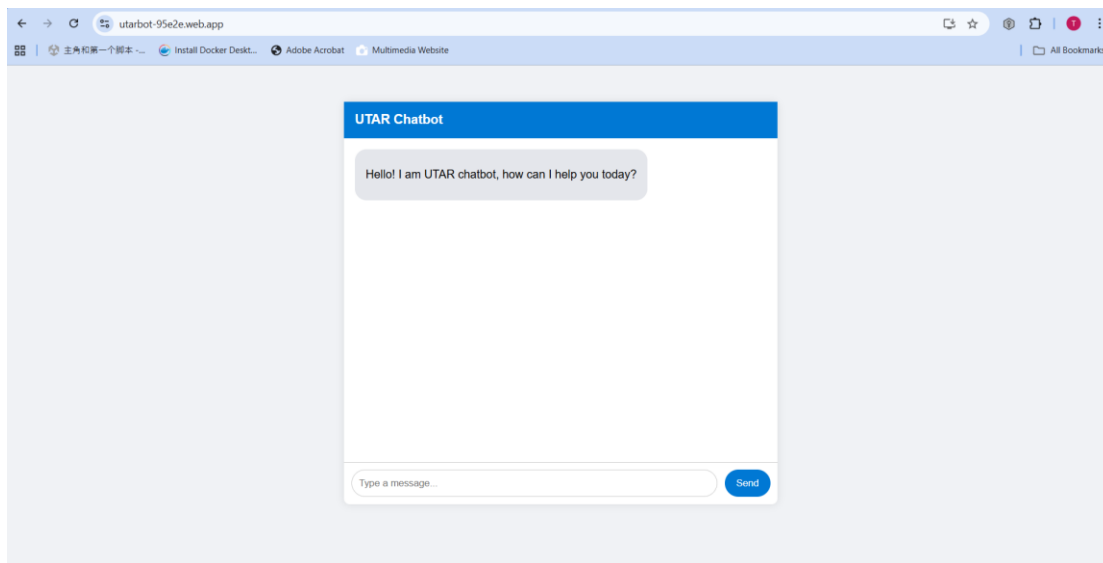 utarbot-95e2e.web.app
T
主角和第一个脚本 -... Install Docker Deskt... Adobe Acrobat Multimedia Website All Bookmarks
UTAR Chatbot
Hello! I am UTAR chatbot, how can I help you today?
Type a message...
Send